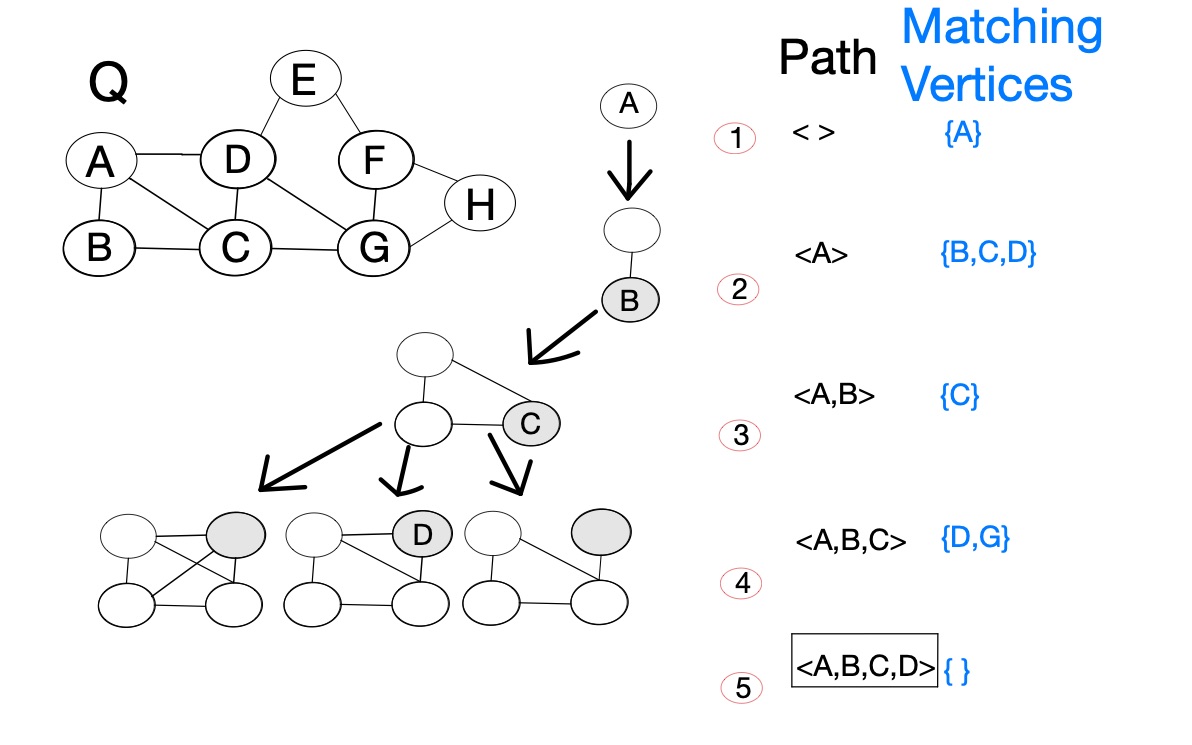 Q
E
A
D
F
H
B
C
G
A
B
C
D
Path
Matching
Vertices
1
< >
{A}
2
<A>
{B,C,D}
3
<A,B>
{C}
4
<A,B,C>
{D,G}
5
<A,B,C,D>
{ }